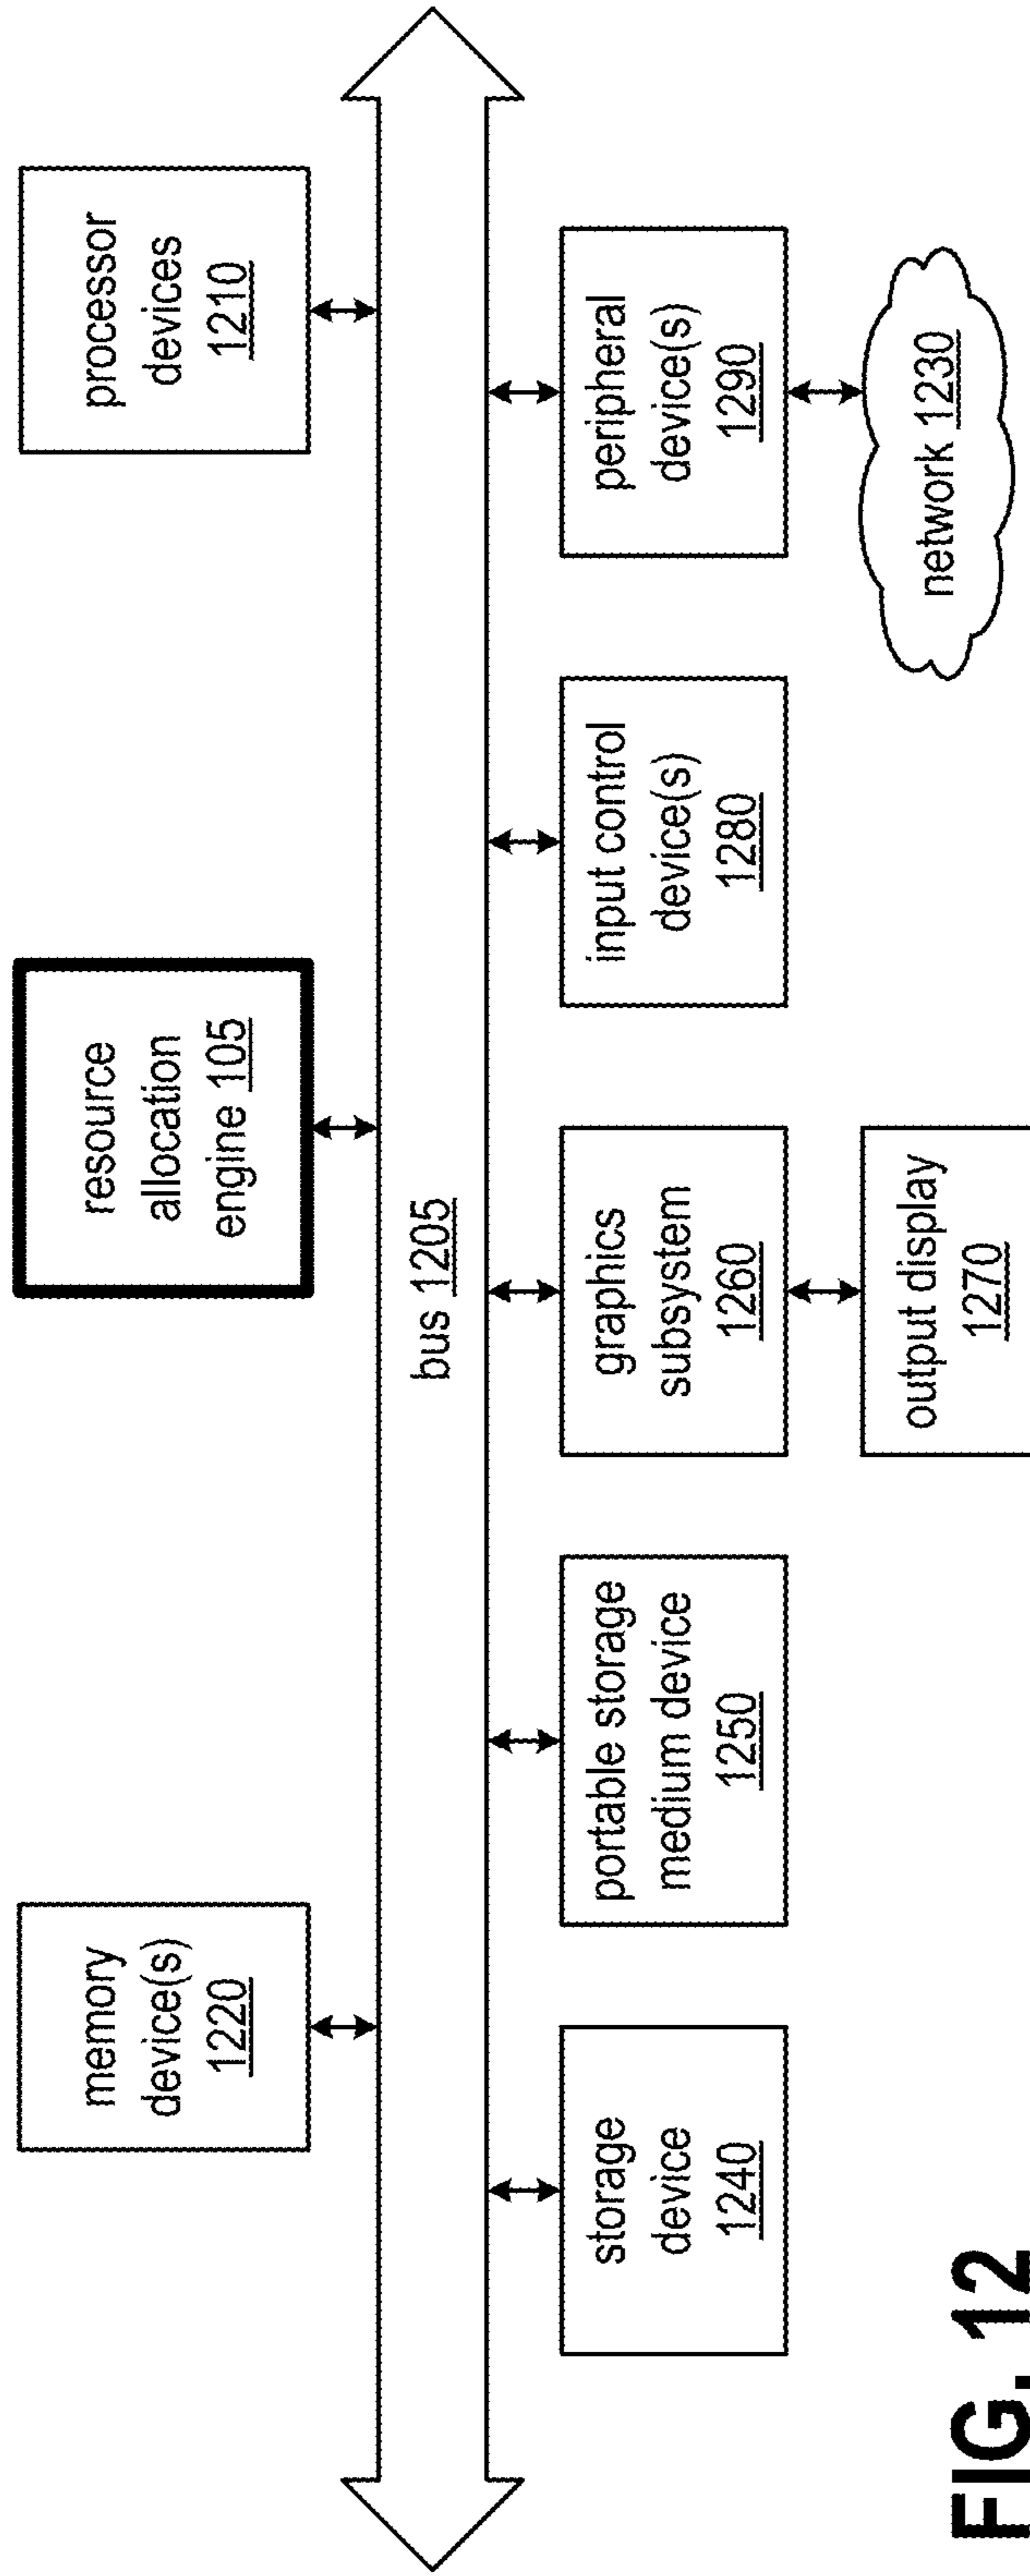 memory
device(s)
1220
resource
allocation
engine 105
processor
devices
1210
bus 1205
storage
device
1240
portable storage
medium device
1250
graphics
subsystem
1260
input control
device(s)
1280
peripheral
device(s)
1290
output display
1270
network 1230
FIG. 12